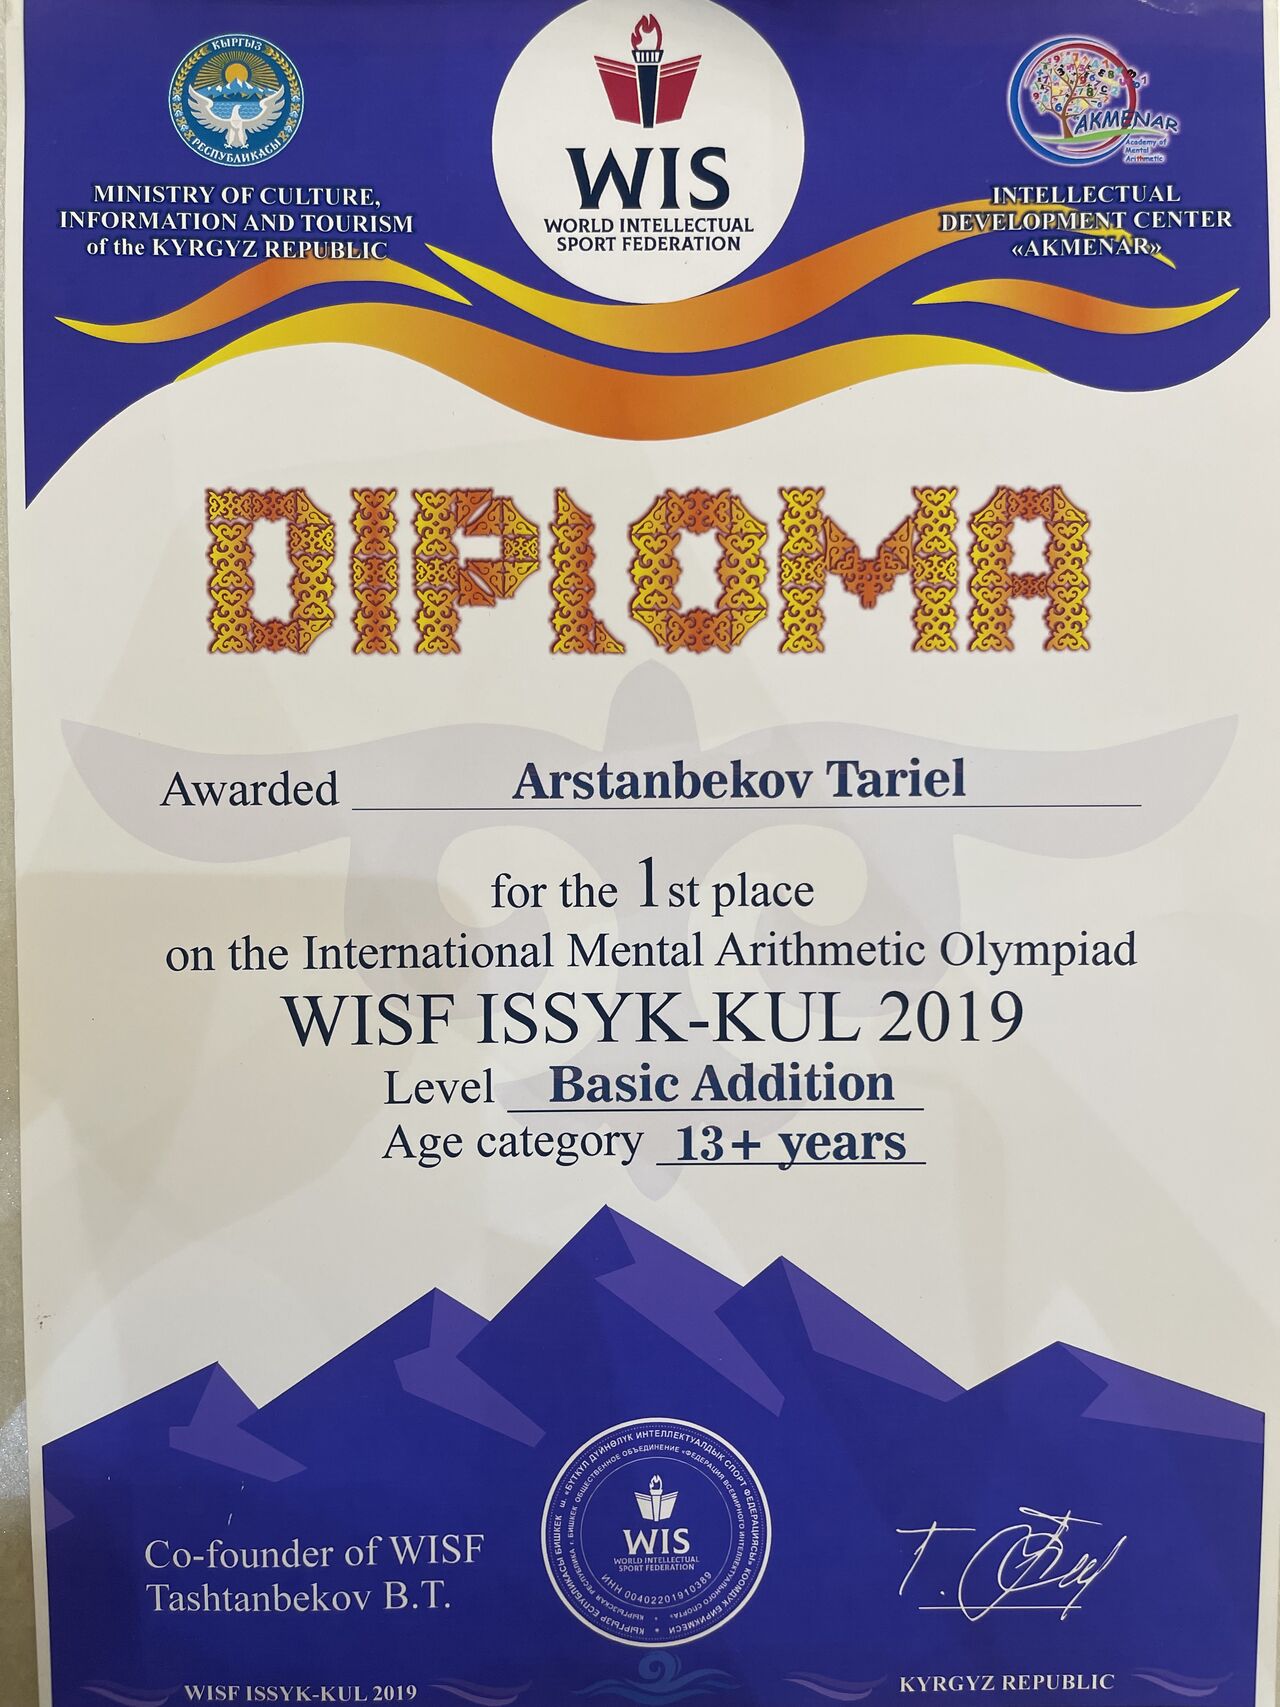 КЫРГЫЗ
РЕСПУБЛИКАСЫ
MINISTRY OF CULTURE,
INFORMATION AND TOURISM
of the KYRGYZ REPUBLIC
WIS
WORLD INTELLECTUAL
SPORT FEDERATION
AKMENAR
Academy of
Mental
Arithmetic
INTELLECTUAL
DEVELOPMENT CENTER
«AKMENAR»
DIPLOMA
Awarded Arstanbekov Tariel
for the 1st place
on the International Mental Arithmetic Olympiad
WISF ISSYK-KUL 2019
Level Basic Addition
Age category 13+ years
Co-founder of WISF
Tashtanbekov B.T.
КЫРГЫЗ РЕСПУБЛИКАСЫ БИШКЕК ш. «БҮТКҮЛ ДҮЙНӨЛҮК ИНТЕЛЛЕКТУАЛДЫК СПОРТ ФЕДЕРАЦИЯСЫ» КООМДУК БИРИКМЕСИ
КЫРГЫЗСКАЯ РЕСПУБЛИКА г. БИШКЕК ОБЩЕСТВЕННОЕ ОБЪЕДИНЕНИЕ «ФЕДЕРАЦИЯ ВСЕМИРНОГО ИНТЕЛЛЕКТУАЛЬНОГО СПОРТА»
WIS
WORLD INTELLECTUAL
SPORT FEDERATION
ИНН 00402201910389
WISF ISSYK-KUL 2019
KYRGYZ REPUBLIC